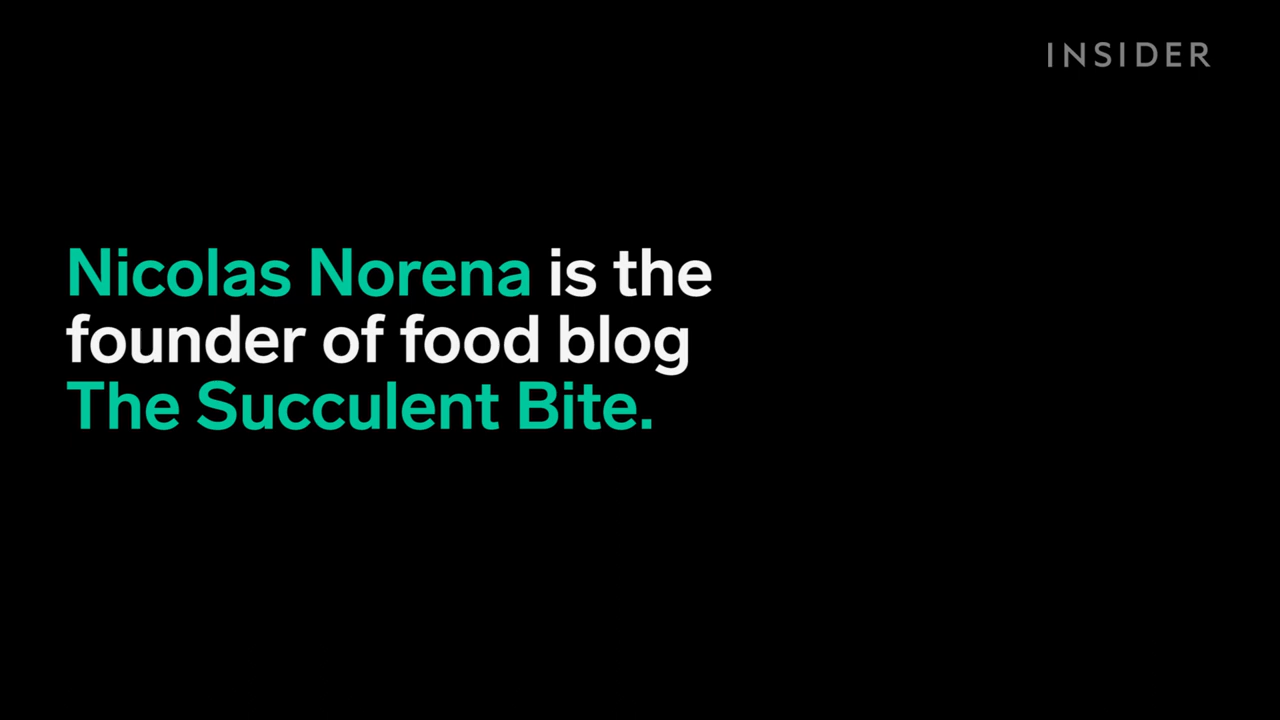 INSIDER
Nicolas Norena is the
founder of food blog
The Succulent Bite.